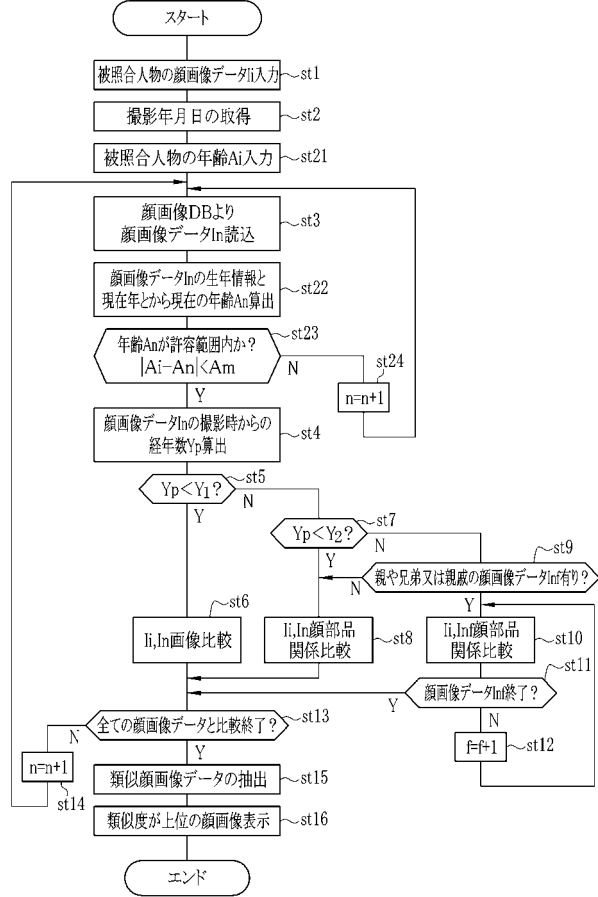 スタート
被照合人物の顔画像データIi入力
st1
撮影年月日の取得
st2
被照合人物の年齢Ai入力
st21
顔画像DBより
顔画像データIn読込
st3
顔画像データInの生年情報と
現在年とから現在の年齢An算出
st22
年齢Anが許容範囲内か？
|Ai−An|<Am
st23
N
Y
st24
n=n+1
顔画像データInの撮影時からの
経年数Yp算出
st4
Yp<Y1？
st5
N
Y
Yp<Y2？
st7
N
Y
親や兄弟又は親戚の顔画像データInf有り？
st9
N
Y
Ii,In画像比較
st6
Ii,In顔部品
関係比較
st8
Ii,Inf顔部品
関係比較
st10
顔画像データInf終了？
st11
Y
N
f=f+1
st12
全ての顔画像データと比較終了？
st13
N
Y
n=n+1
st14
類似顔画像データの抽出
st15
類似度が上位の顔画像表示
st16
エンド